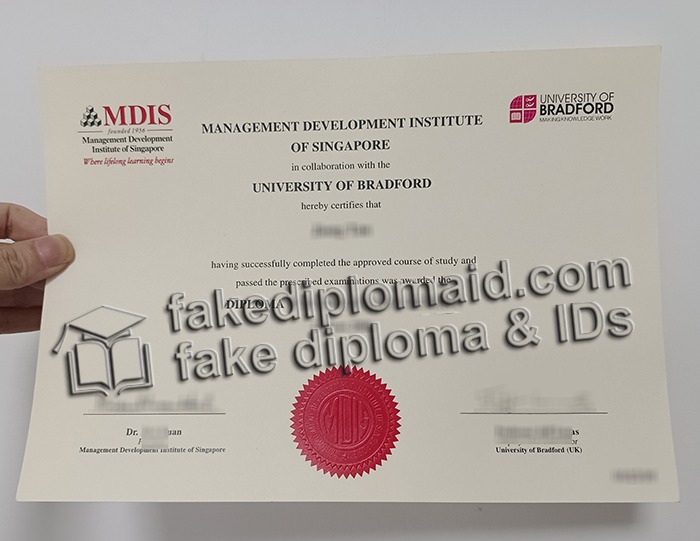 MDIS
founded 1956
Management Development
Institute of Singapore
Where lifelong learning begins
UNIVERSITY OF
BRADFORD
MAKING KNOWLEDGE WORK
MANAGEMENT DEVELOPMENT INSTITUTE
OF SINGAPORE
in collaboration with the
UNIVERSITY OF BRADFORD
hereby certifies that
having successfully completed the approved course of study and
passed the prescribed examinations was awarded the
DIPLOMA
fakediplomaid.com
fake diploma & IDs
MDIS
Dr.
Management Development Institute of Singapore
University of Bradford (UK)